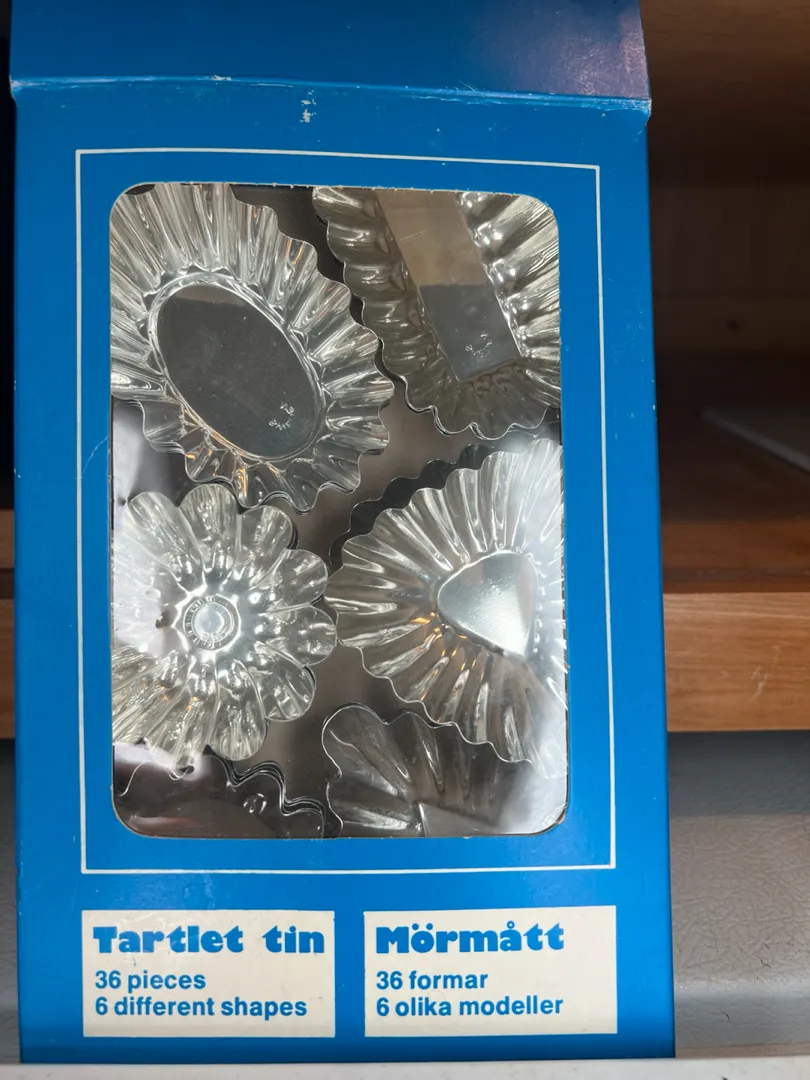 Tartlet tin
36 pieces
6 different shapes
Mörmått
36 formar
6 olika modeller